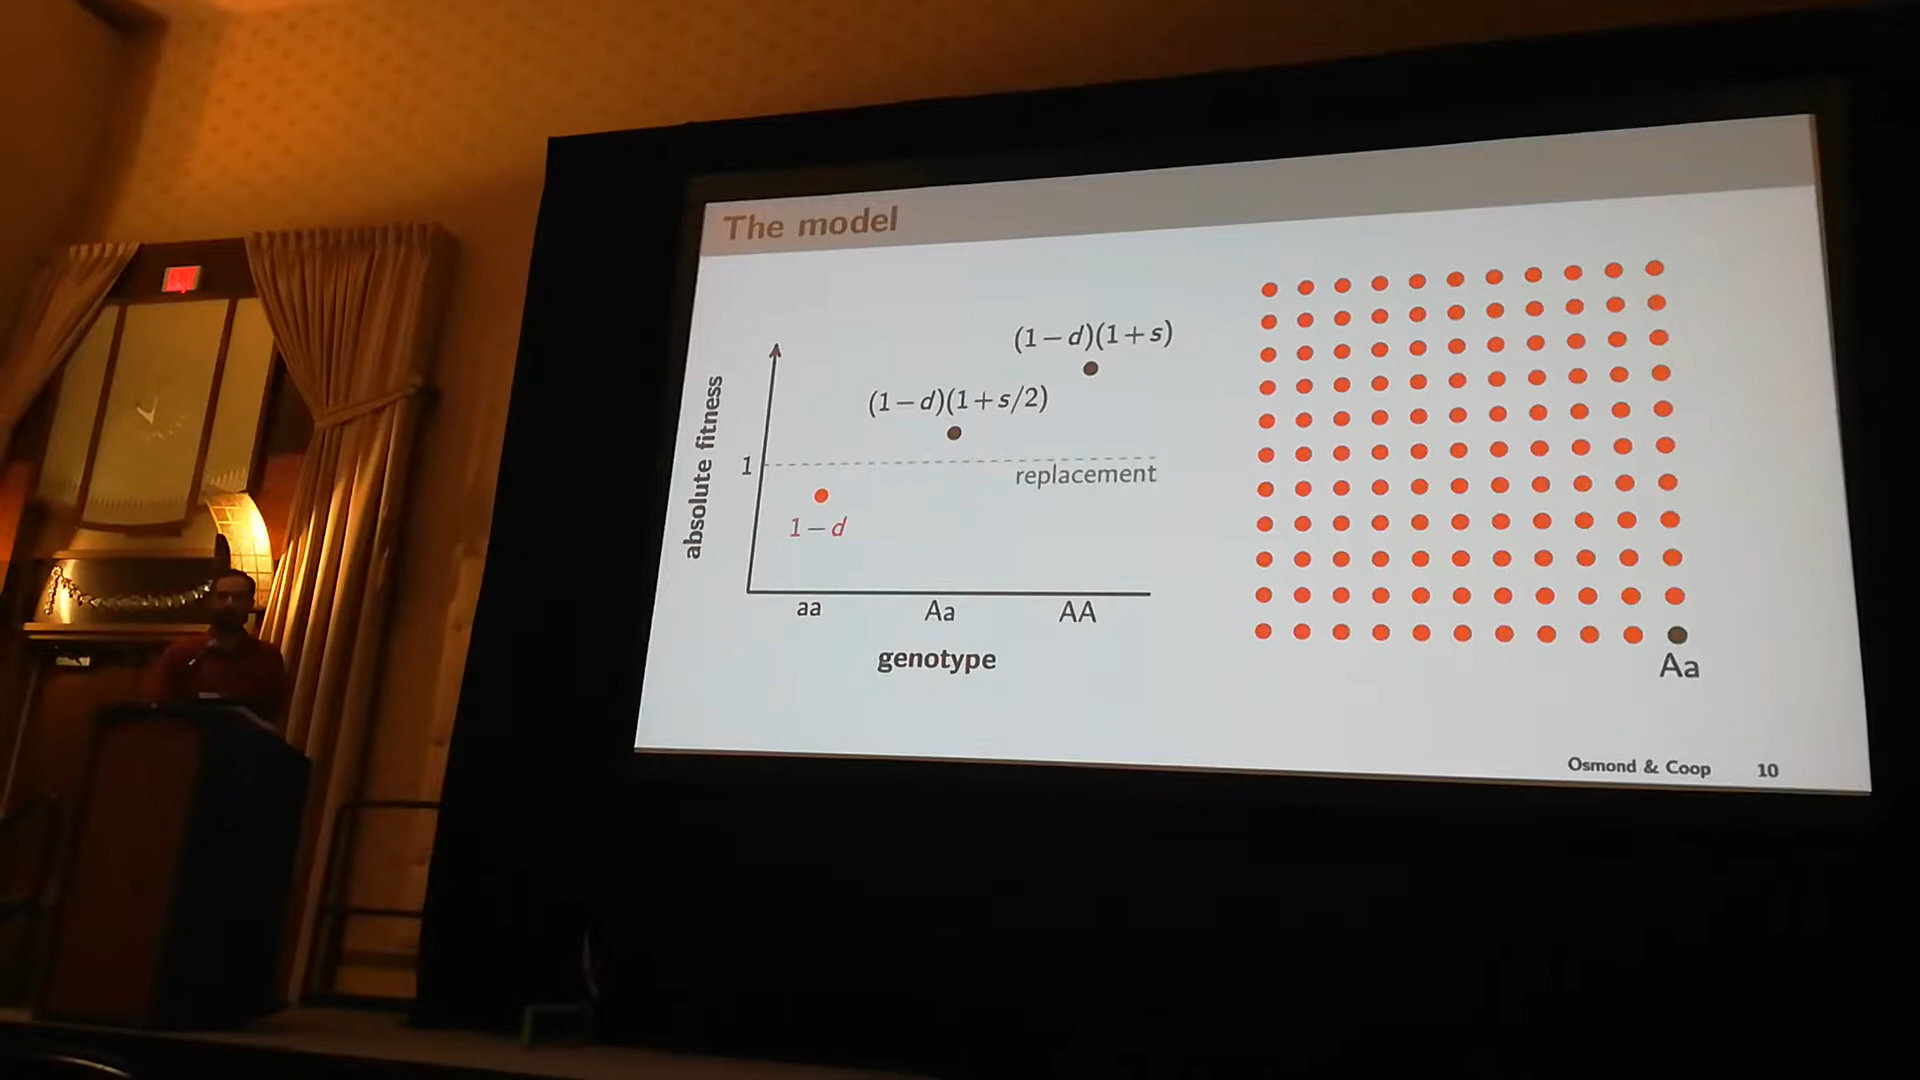 EXIT
The model
(1−d)(1+s)
(1−d)(1+s/2)
absolute fitness
1
replacement
1−d
aa Aa AA
genotype
Aa
Osmond & Coop 10